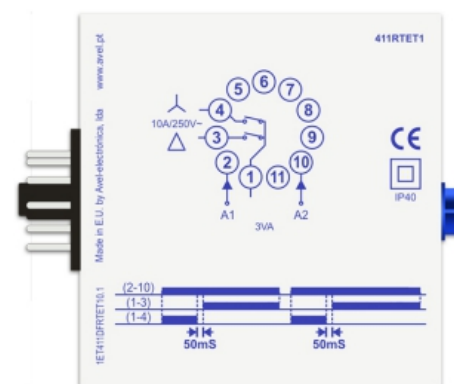 411RTET1
www.avel.pt
Made in E.U. by Avel-electrónica, lda
1ET411DFRTET10.1
6
5
7
4
8
10A/250V~
3
9
2
10
1
11
A1
A2
3VA
CE
IP40
(2-10)
(1-3)
(1-4)
50mS
50mS